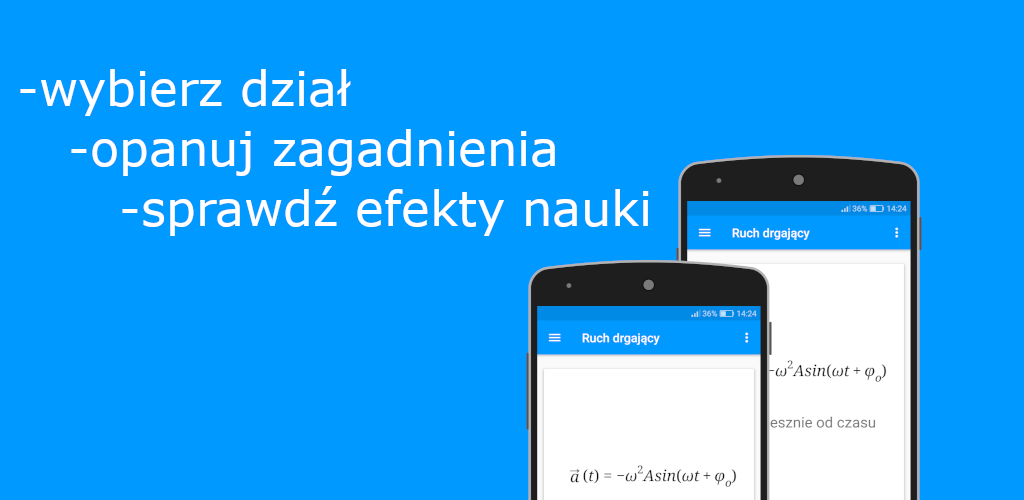 -wybierz dział
-opanuj zagadnienia
-sprawdź efekty nauki
36% 14:24
Ruch drgający
-ω²Asin(ωt + φₒ)
esznie od czasu
36% 14:24
Ruch drgający
a⃗ (t) = -ω²Asin(ωt + φₒ)